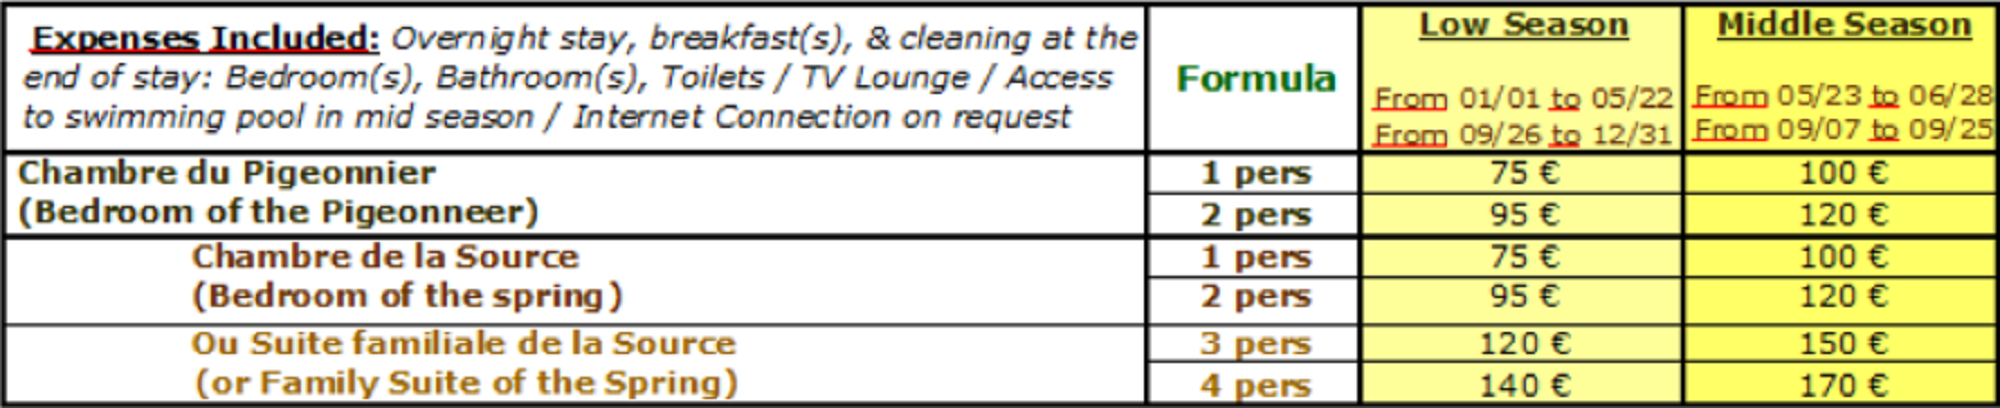 Expenses Included: Overnight stay, breakfast(s), & cleaning at the
end of stay: Bedroom(s), Bathroom(s), Toilets / TV Lounge / Access
to swimming pool in mid season / Internet Connection on request
Formula
Low Season
From 01/01 to 05/22
From 09/26 to 12/31
Middle Season
From 05/23 to 06/28
From 09/07 to 09/25
Chambre du Pigeonnier
(Bedroom of the Pigeonneer)
1 pers 75 € 100 €
2 pers 95 € 120 €
Chambre de la Source
(Bedroom of the spring)
1 pers 75 € 100 €
2 pers 95 € 120 €
Ou Suite familiale de la Source
(or Family Suite of the Spring)
3 pers 120 € 150 €
4 pers 140 € 170 €